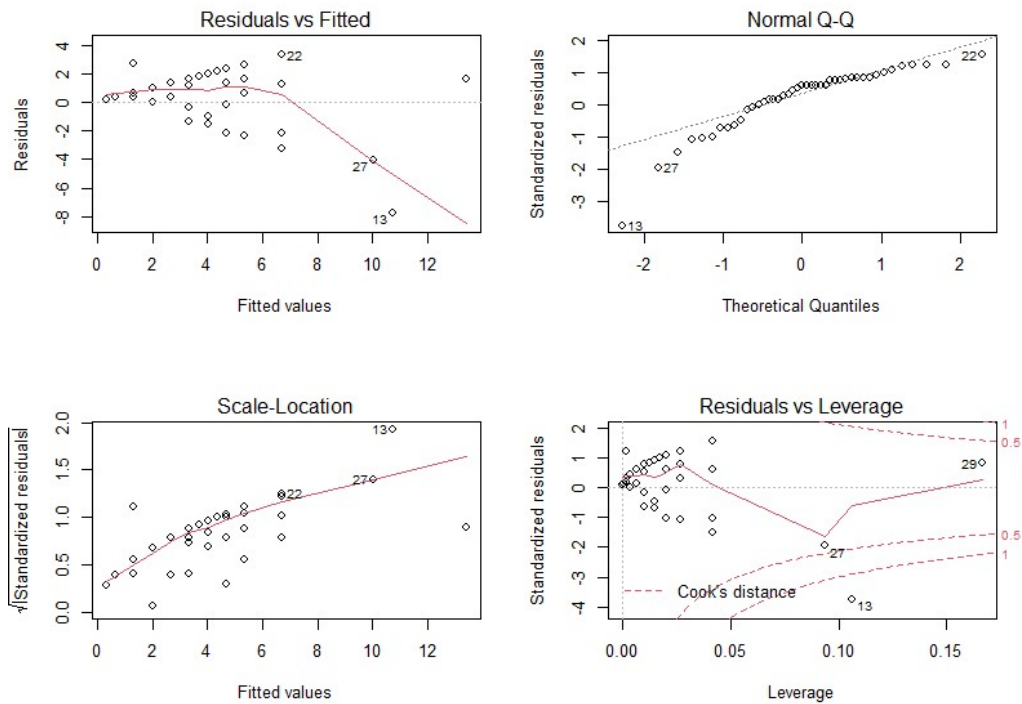 Residuals vs Fitted
Residuals
4
2
0
-2
-4
-6
-8
22
27
13
0 2 4 6 8 10 12
Fitted values
Normal Q-Q
Standardized residuals
2
1
0
-1
-2
-3
22
27
13
-2 -1 0 1 2
Theoretical Quantiles
Scale-Location
√|Standardized residuals|
2.0
1.5
1.0
0.5
0.0
13
27
22
0 2 4 6 8 10 12
Fitted values
Residuals vs Leverage
Standardized residuals
2
1
0
-1
-2
-3
-4
1
0.5
29
0.5
27
1
Cook's distance
13
0.00 0.05 0.10 0.15
Leverage